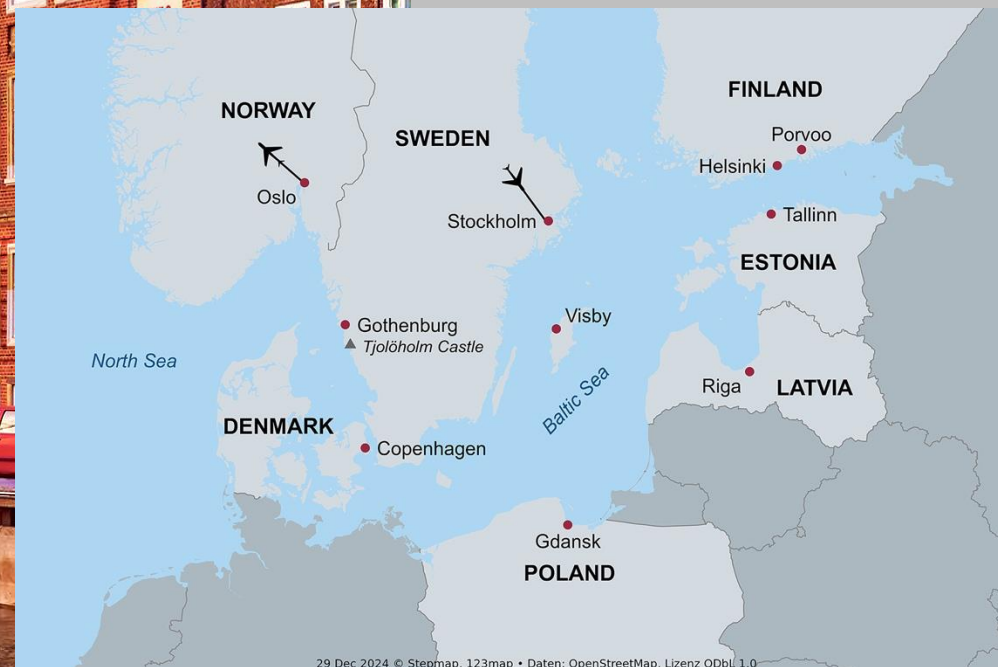 FINLAND
NORWAY
Porvoo
SWEDEN
Helsinki
Oslo
Tallinn
Stockholm
ESTONIA
Visby
Gothenburg
Tjolöholm Castle
North Sea
Riga
LATVIA
Baltic Sea
DENMARK
Copenhagen
Gdansk
POLAND
29 Dec 2024 © Stepmap, 123map • Daten: OpenStreetMap, Lizenz ODbL 1.0